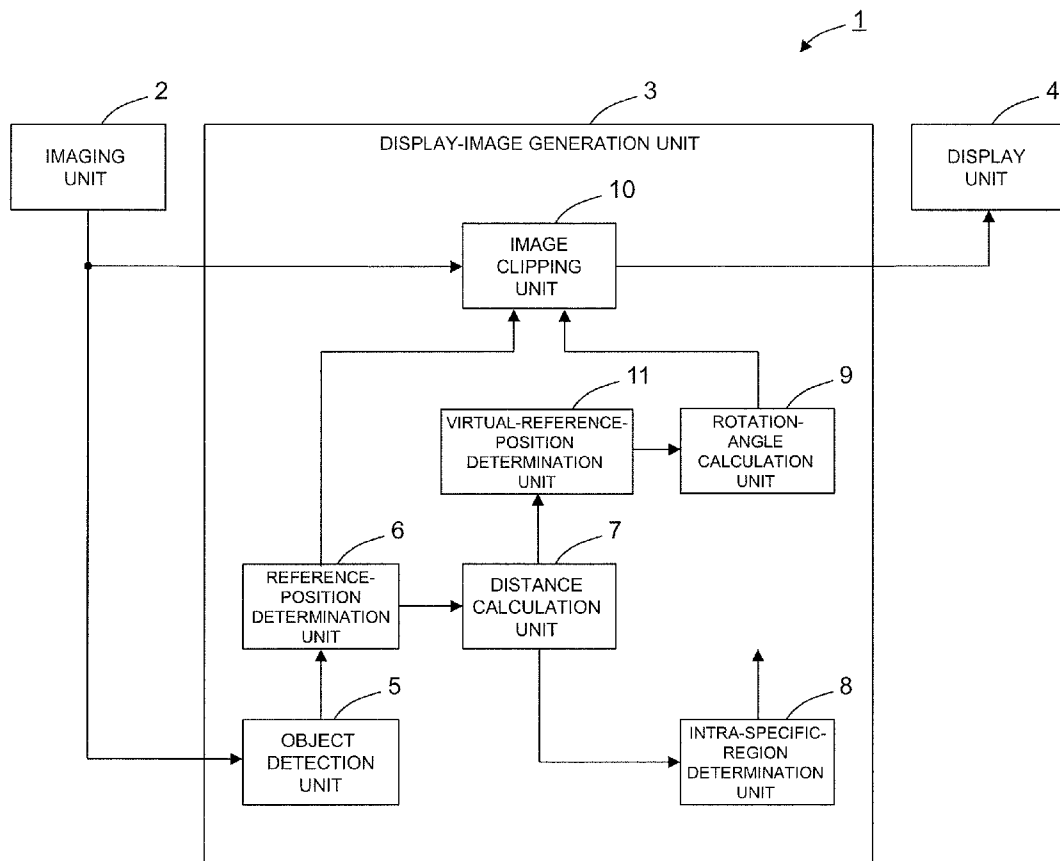 1
2
3
4
IMAGING
UNIT
DISPLAY-IMAGE GENERATION UNIT
DISPLAY
UNIT
10
IMAGE
CLIPPING
UNIT
11
9
VIRTUAL-REFERENCE-
POSITION
DETERMINATION
UNIT
ROTATION-
ANGLE
CALCULATION
UNIT
6
7
REFERENCE-
POSITION
DETERMINATION
UNIT
DISTANCE
CALCULATION
UNIT
5
8
OBJECT
DETECTION
UNIT
INTRA-SPECIFIC-
REGION
DETERMINATION
UNIT